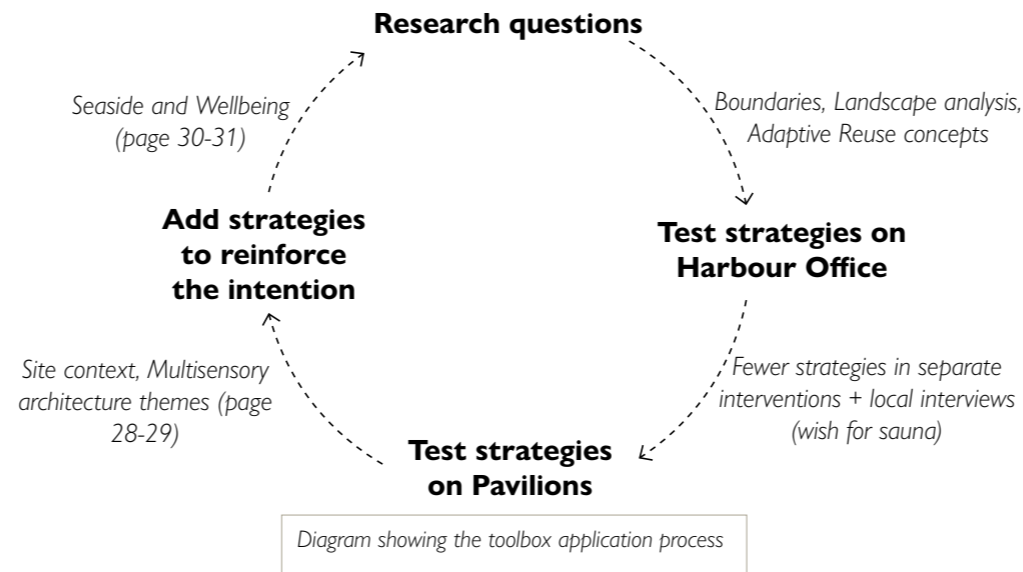 Research questions
Boundaries, Landscape analysis,
Adaptive Reuse concepts
Test strategies on
Harbour Office
Fewer strategies in separate
interventions + local interviews
(wish for sauna)
Test strategies
on Pavilions
Site context, Multisensory
architecture themes (page
28-29)
Add strategies
to reinforce
the intention
Seaside and Wellbeing
(page 30-31)
Diagram showing the toolbox application process